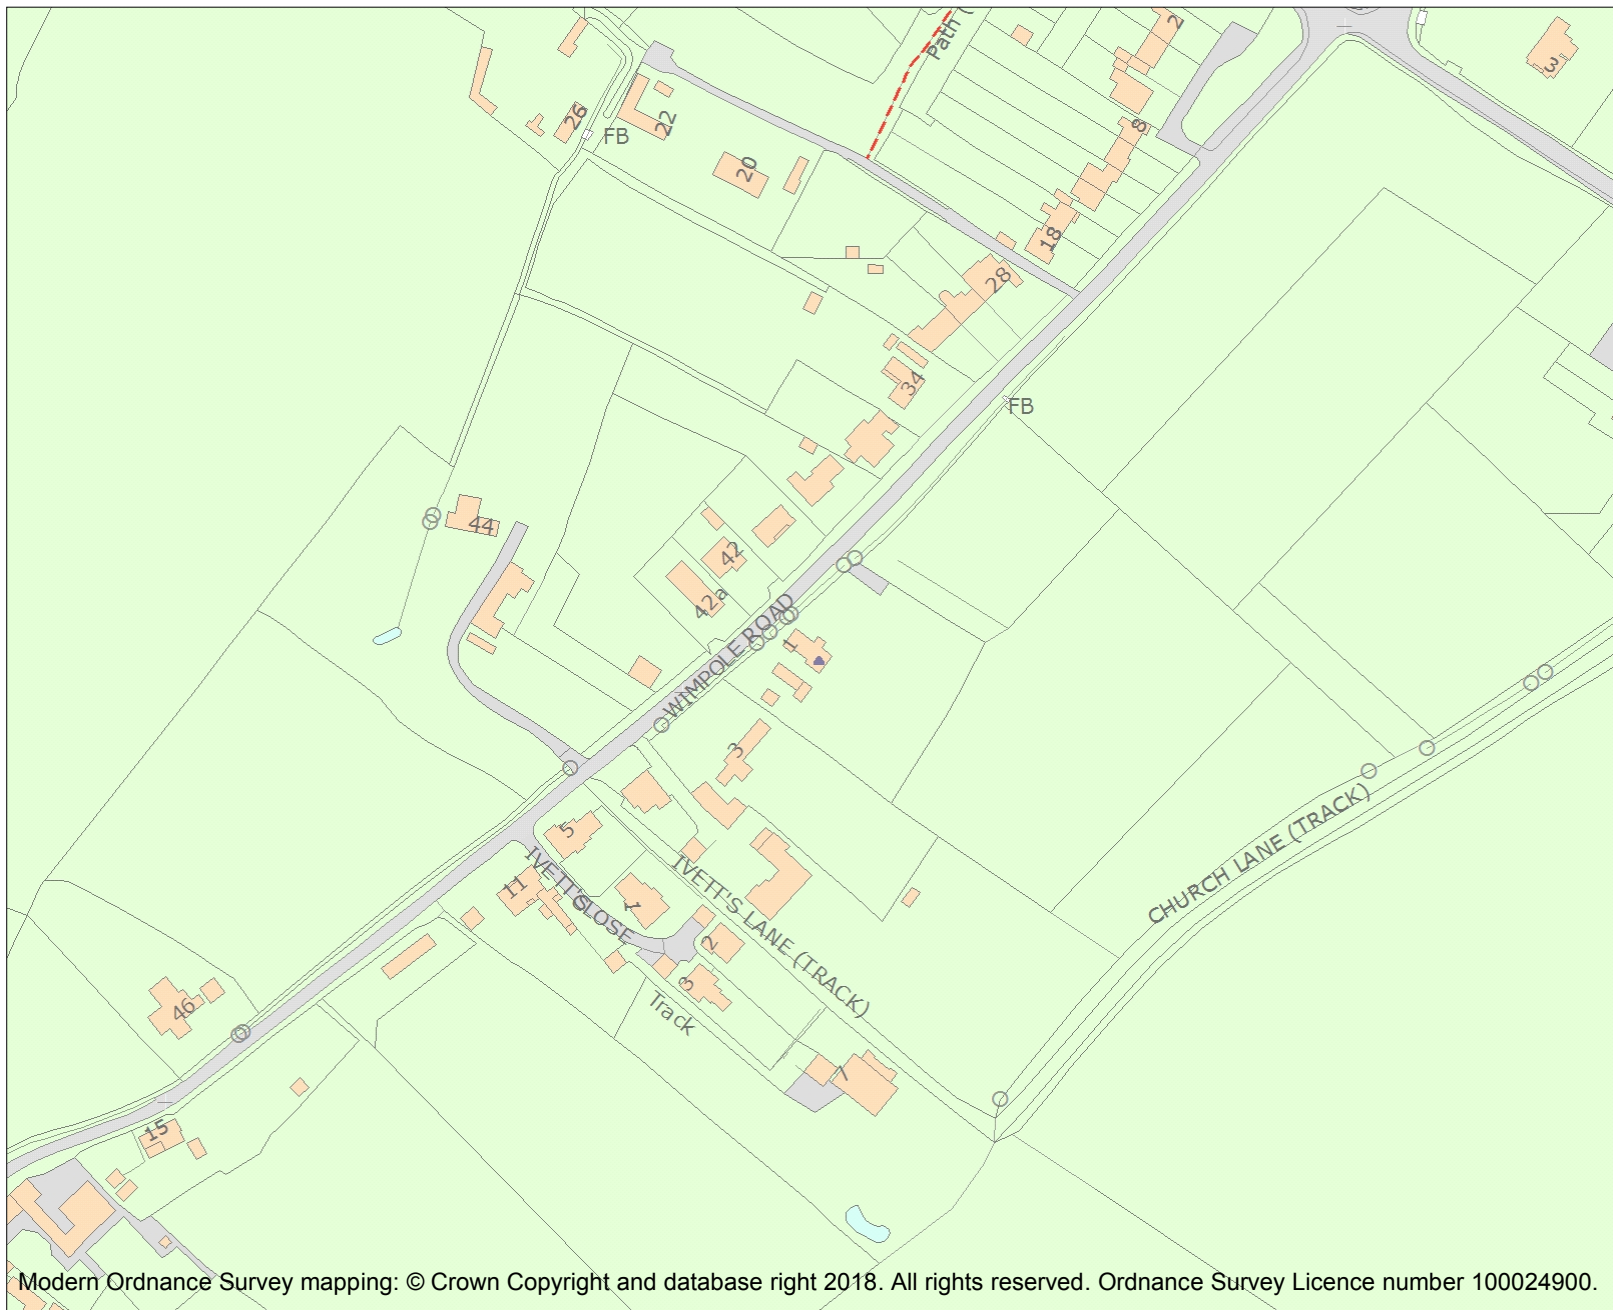 Path (
2
3
26
22
FB
8
20
18
28
34
FB
44
42
42a
WIMPOLE ROAD
1
3
5
IVETT'S CLOSE
IVETT'S LANE (TRACK)
CHURCH LANE (TRACK)
11
1
2
3
Track
46
7
15
Modern Ordnance Survey mapping: © Crown Copyright and database right 2018. All rights reserved. Ordnance Survey Licence number 100024900.